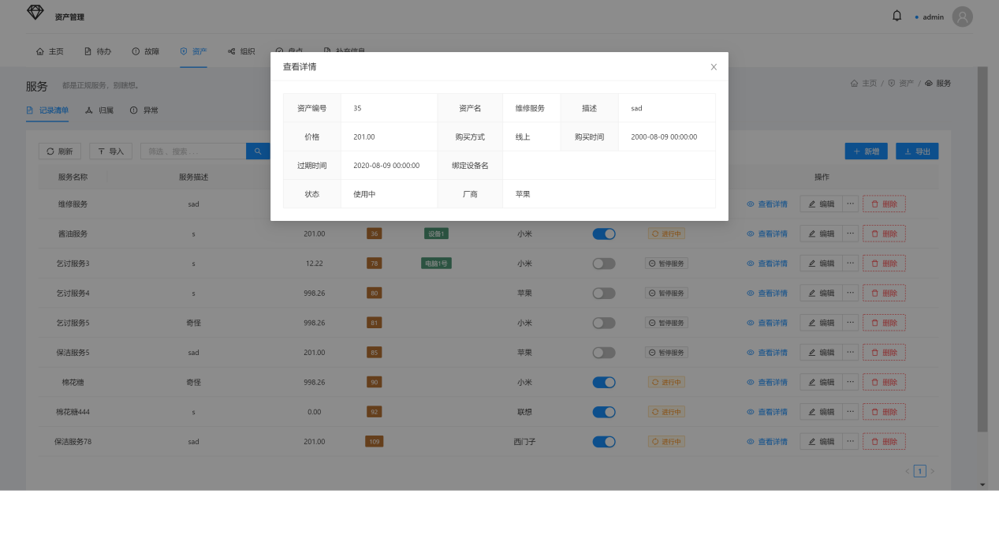 资产管理
admin
主页 待办 故障 资产 组织 盘点 补充信息
服务 都是正规服务，别瞎想。
主页 / 资产 / 服务
记录清单 归属 异常
查看详情
资产编号 35 资产名 维修服务 描述 sad
价格 201.00 购买方式 线上 购买时间 2000-08-09 00:00:00
过期时间 2020-08-09 00:00:00 绑定设备名
状态 使用中 厂商 苹果
刷新 导入 筛选，搜索 ... 新增 导出
服务名称 服务描述 操作
维修服务 sad 查看详情 编辑 ··· 删除
酱油服务 s 201.00 36 设备1 小米 进行中 查看详情 编辑 ··· 删除
乞讨服务3 s 12.22 78 电脑1号 小米 暂停服务 查看详情 编辑 ··· 删除
乞讨服务4 s 998.26 80 苹果 暂停服务 查看详情 编辑 ··· 删除
乞讨服务5 奇怪 998.26 81 小米 暂停服务 查看详情 编辑 ··· 删除
保洁服务5 sad 201.00 85 苹果 暂停服务 查看详情 编辑 ··· 删除
棉花糖 奇怪 998.26 90 小米 进行中 查看详情 编辑 ··· 删除
棉花糖444 s 0.00 92 联想 进行中 查看详情 编辑 ··· 删除
保洁服务78 sad 201.00 109 西门子 进行中 查看详情 编辑 ··· 删除
< 1 >